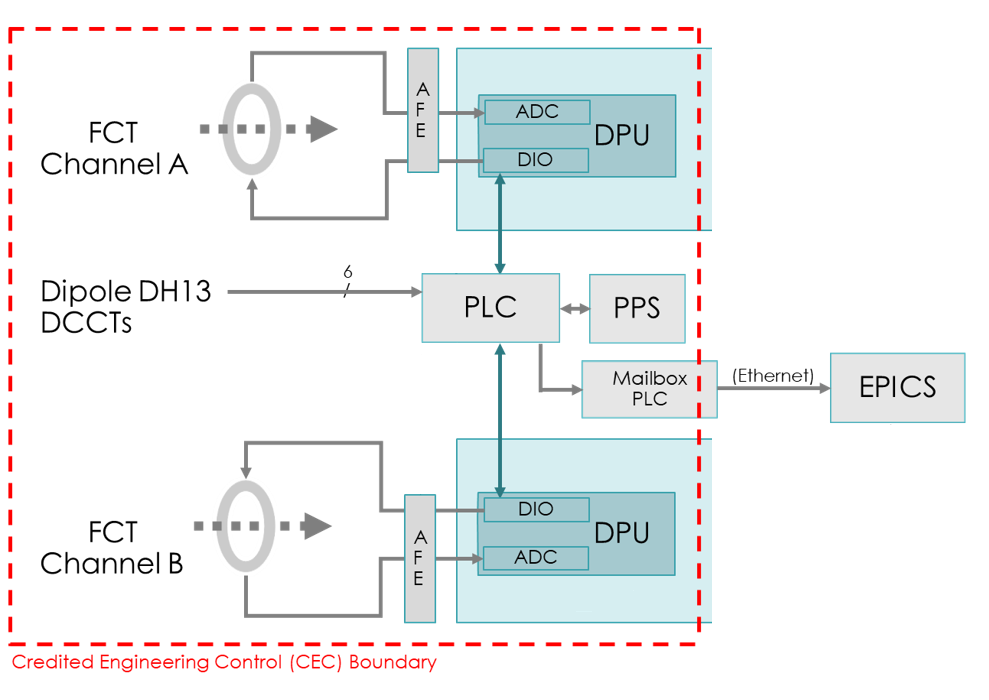 FCT
Channel A
A
F
E
ADC
DPU
DIO
Dipole DH13
DCCTs
6
/
PLC
PPS
Mailbox
PLC
(Ethernet)
EPICS
FCT
Channel B
A
F
E
DIO
DPU
ADC
Credited Engineering Control (CEC) Boundary